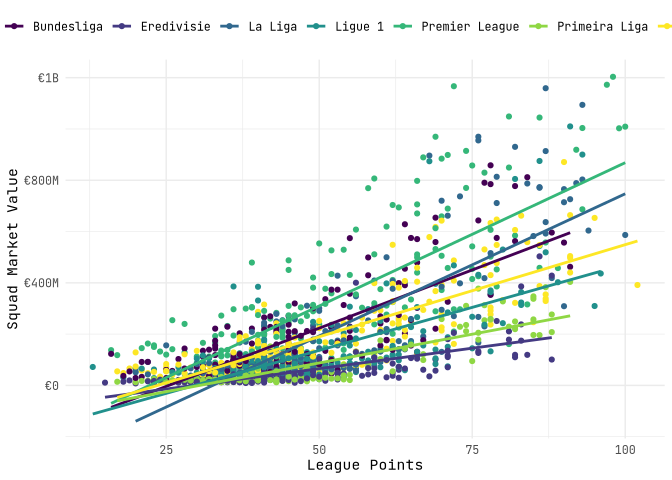 Bundesliga Eredivisie La Liga Ligue 1 Premier League Primeira Liga
€1B
€800M
€400M
€0
25 50 75 100
League Points
Squad Market Value